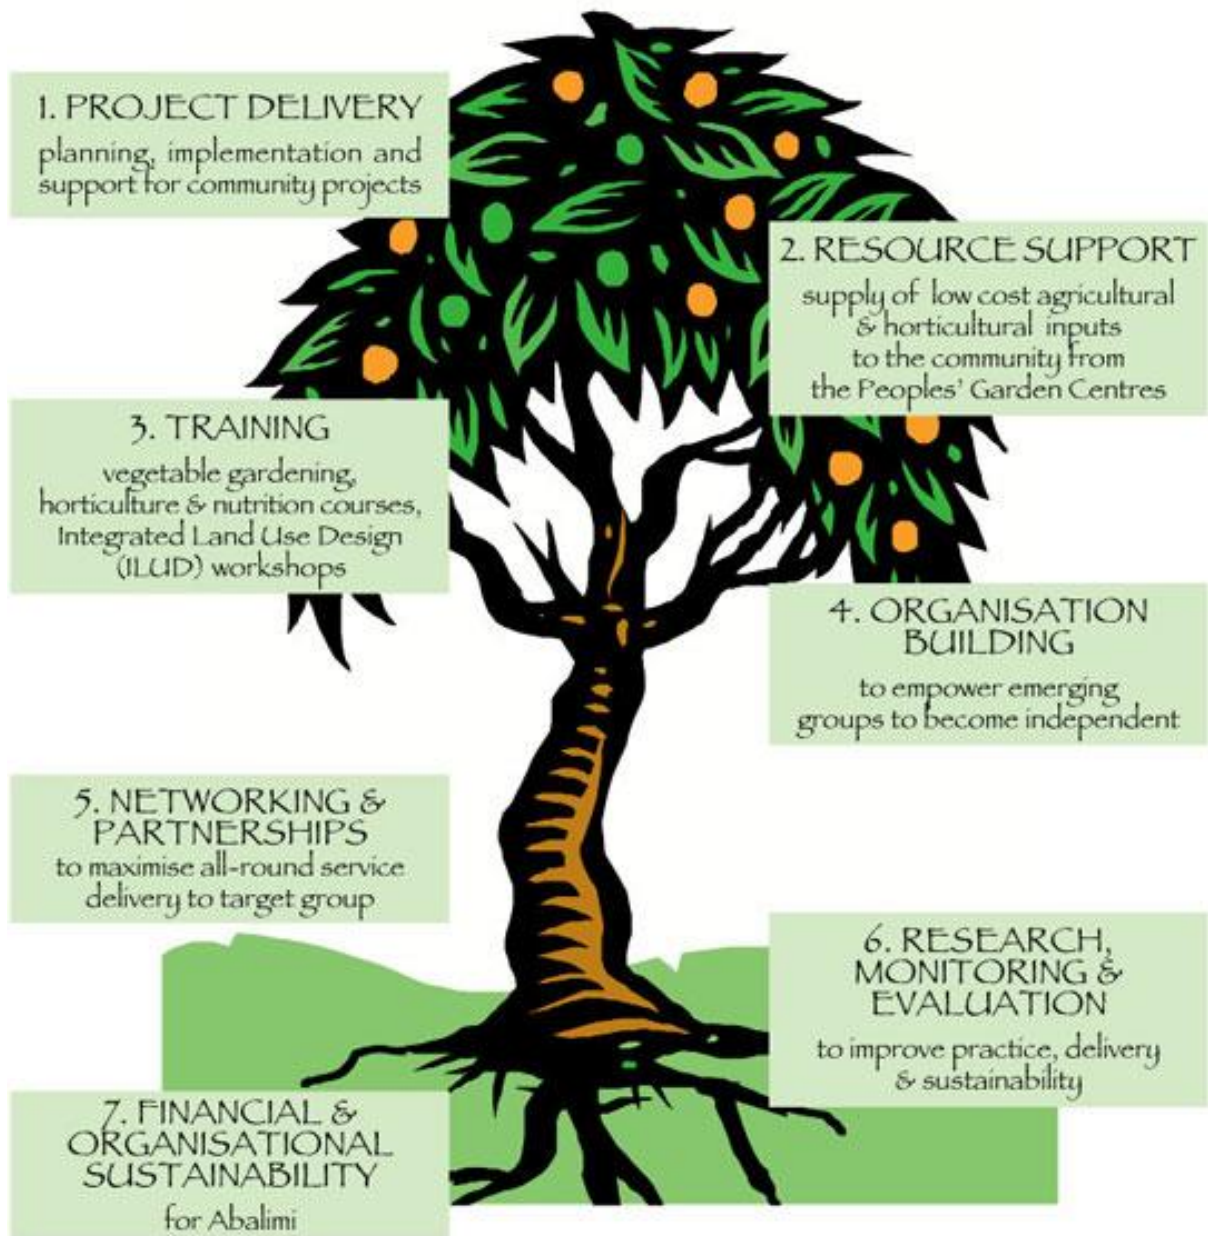 1. PROJECT DELIVERY
planning, implementation and
support for community projects
2. RESOURCE SUPPORT
supply of low cost agricultural
& horticultural inputs
to the community from
the Peoples' Garden Centres
3. TRAINING
vegetable gardening,
horticulture & nutrition courses,
Integrated Land Use Design
(ILUD) workshops
4. ORGANISATION
BUILDING
to empower emerging
groups to become independent
5. NETWORKING &
PARTNERSHIPS
to maximise all-round service
delivery to target group
6. RESEARCH,
MONITORING &
EVALUATION
to improve practice, delivery
& sustainability
7. FINANCIAL &
ORGANISATIONAL
SUSTAINABILITY
for Abalimi